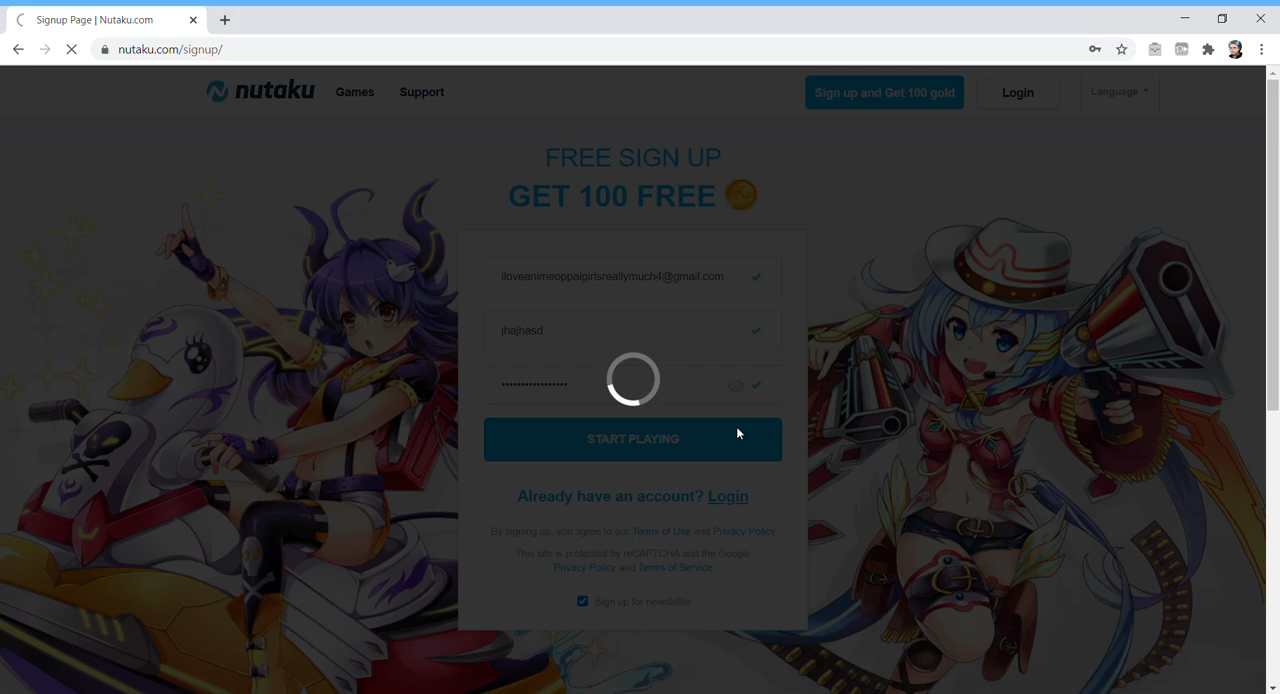 Signup Page | Nutaku.com
nutaku.com/signup/
nutaku
Games
Support
Sign up and Get 100 gold
Login
Language
FREE SIGN UP
GET 100 FREE
iloveanimeoppaigirlsreallymuch4@gmail.com
jhajhasd
•••••••••••••••••
START PLAYING
Already have an account? Login
By signing up, you agree to our Terms of Use and Privacy Policy
This site is protected by reCAPTCHA and the Google
Privacy Policy and Terms of Service
Sign up for newsletter